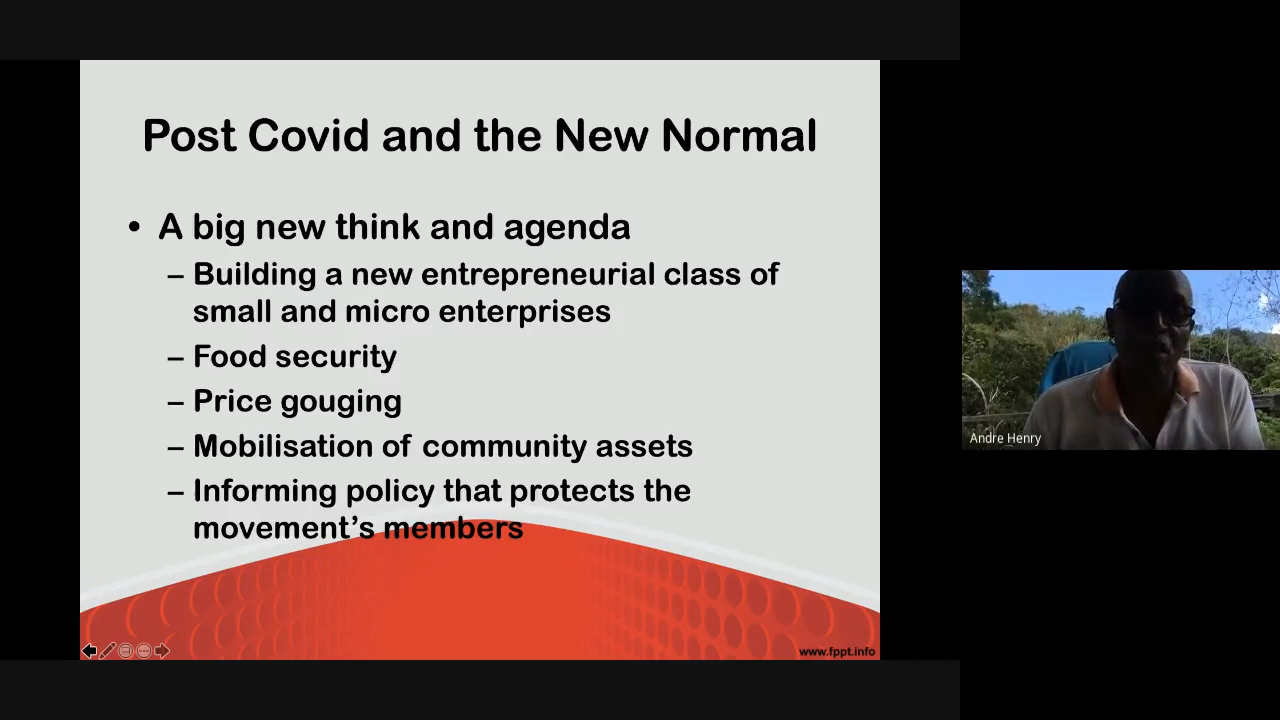 Post Covid and the New Normal
• A big new think and agenda
– Building a new entrepreneurial class of
small and micro enterprises
– Food security
– Price gouging
– Mobilisation of community assets
– Informing policy that protects the
movement’s members
www.fppt.info
Andre Henry